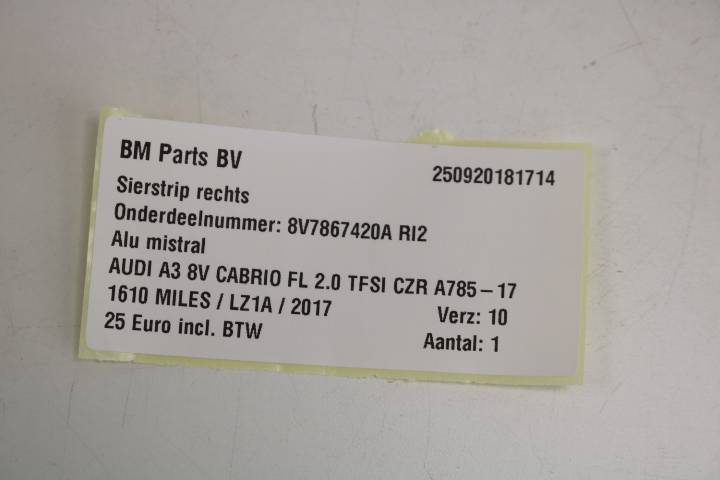 BM Parts BV 250920181714
Sierstrip rechts
Onderdeelnummer: 8V7867420A RI2
Alu mistral
AUDI A3 8V CABRIO FL 2.0 TFSI CZR A785-17
1610 MILES / LZ1A / 2017 Verz: 10
25 Euro incl. BTW Aantal: 1